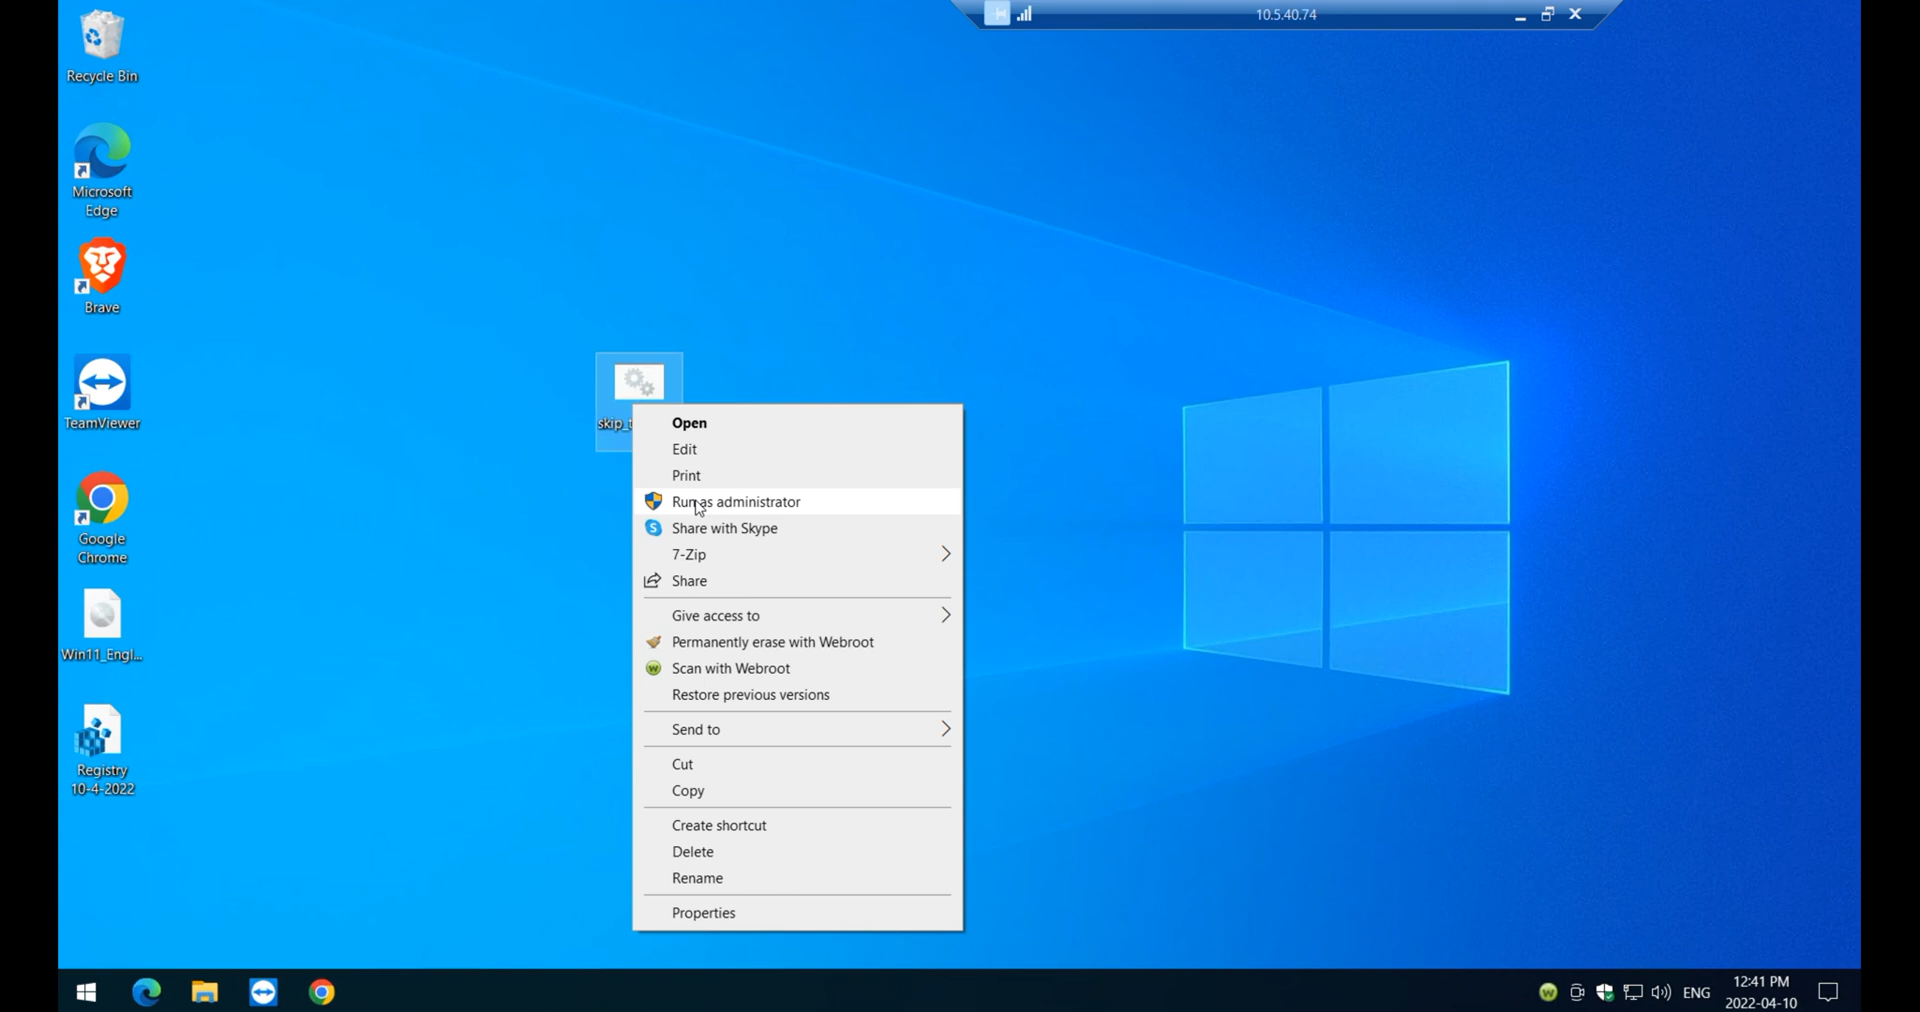 10.5.40.74
Recycle Bin
Microsoft
Edge
Brave
TeamViewer
Google
Chrome
Win11_Engl...
Registry
10-4-2022
Open
Edit
Print
Run as administrator
S
Share with Skype
7-Zip
Share
Give access to
Permanently erase with Webroot
W
Scan with Webroot
Restore previous versions
Send to
Cut
Copy
Create shortcut
Delete
Rename
Properties
W
ENG
12:41 PM
2022-04-10